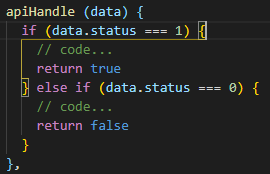 apiHandle (data) {
  if (data.status === 1) {
    // code...
    return true
  } else if (data.status === 0) {
    // code...
    return false
  }
},